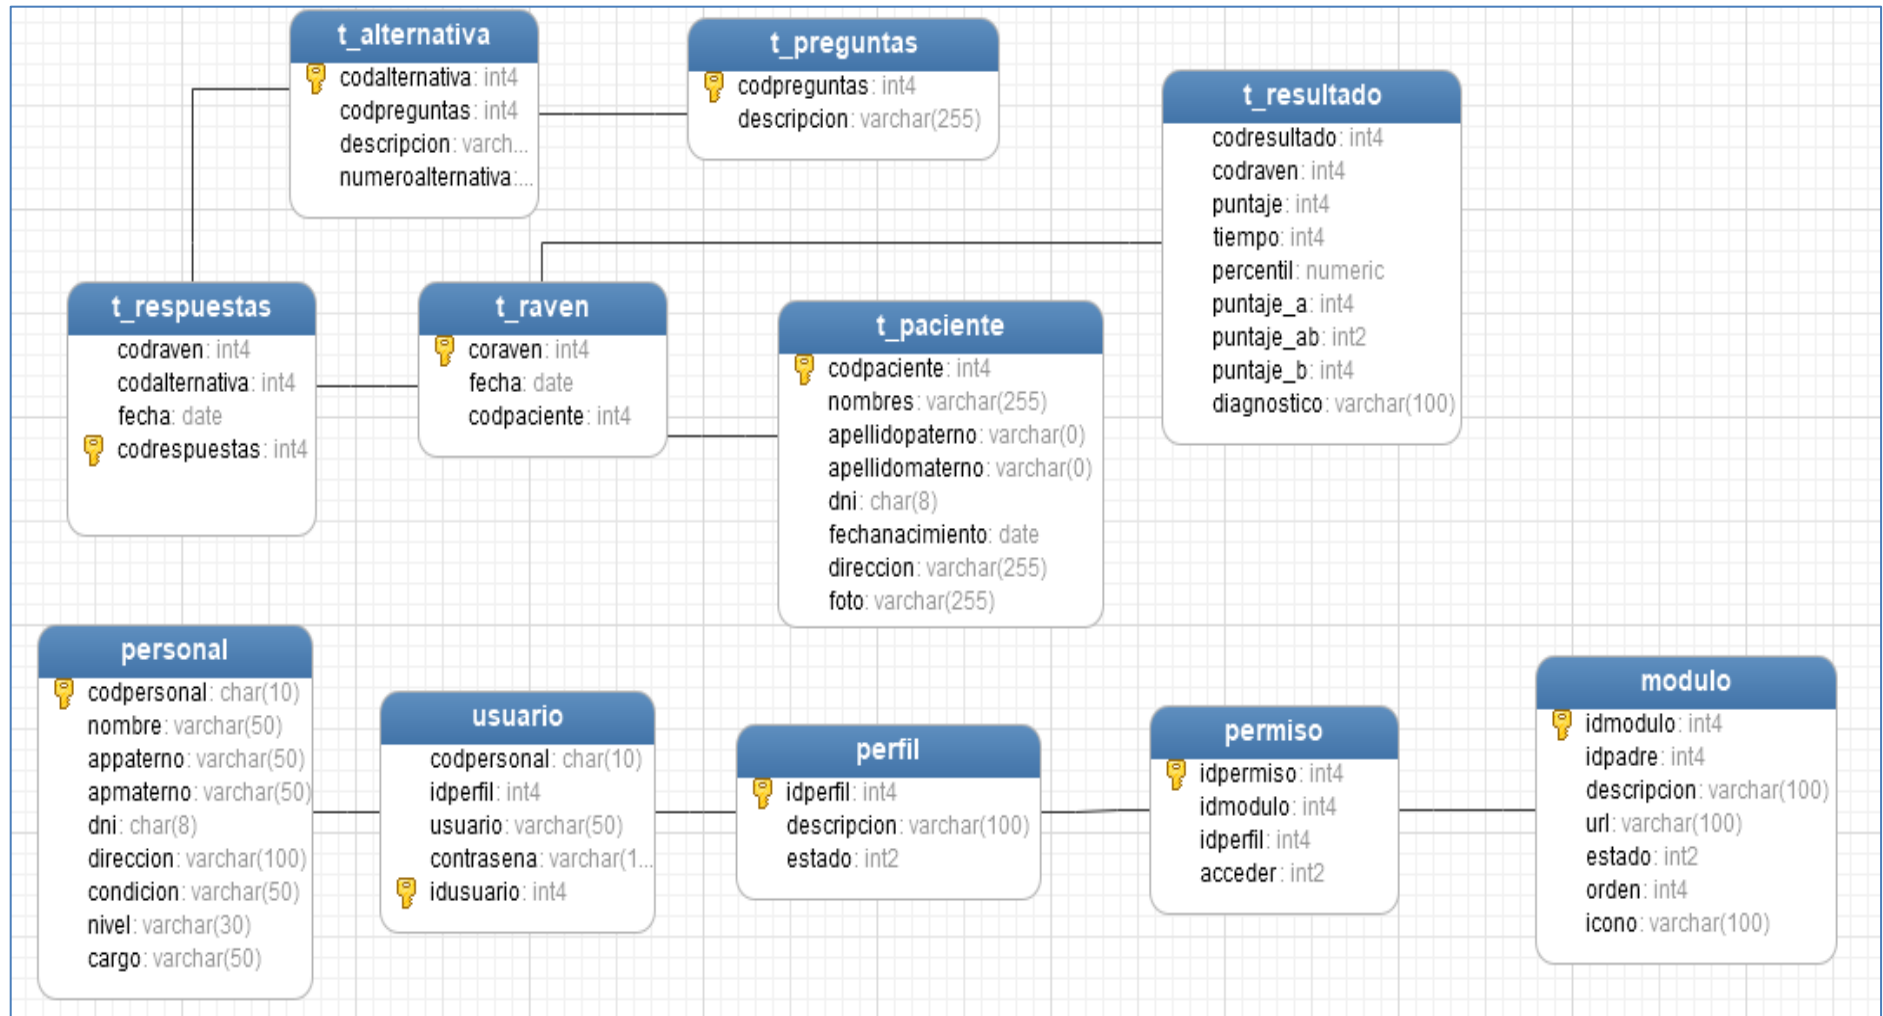 t_alternativa
codalternativa: int4
codpreguntas: int4
descripcion: varch...
numeroalternativa:...
t_preguntas
codpreguntas: int4
descripcion: varchar(255)
t_resultado
codresultado: int4
codraven: int4
puntaje: int4
tiempo: int4
percentil: numeric
puntaje_a: int4
puntaje_ab: int2
puntaje_b: int4
diagnostico: varchar(100)
t_respuestas
codraven: int4
codalternativa: int4
fecha: date
codrespuestas: int4
t_raven
coraven: int4
fecha: date
codpaciente: int4
t_paciente
codpaciente: int4
nombres: varchar(255)
apellidopaterno: varchar(0)
apellidomaterno: varchar(0)
dni: char(8)
fechanacimiento: date
direccion: varchar(255)
foto: varchar(255)
personal
codpersonal: char(10)
nombre: varchar(50)
appaterno: varchar(50)
apmaterno: varchar(50)
dni: char(8)
direccion: varchar(100)
condicion: varchar(50)
nivel: varchar(30)
cargo: varchar(50)
usuario
codpersonal: char(10)
idperfil: int4
usuario: varchar(50)
contrasena: varchar(1...
idusuario: int4
perfil
idperfil: int4
descripcion: varchar(100)
estado: int2
permiso
idpermiso: int4
idmodulo: int4
idperfil: int4
acceder: int2
modulo
idmodulo: int4
idpadre: int4
descripcion: varchar(100)
url: varchar(100)
estado: int2
orden: int4
icono: varchar(100)